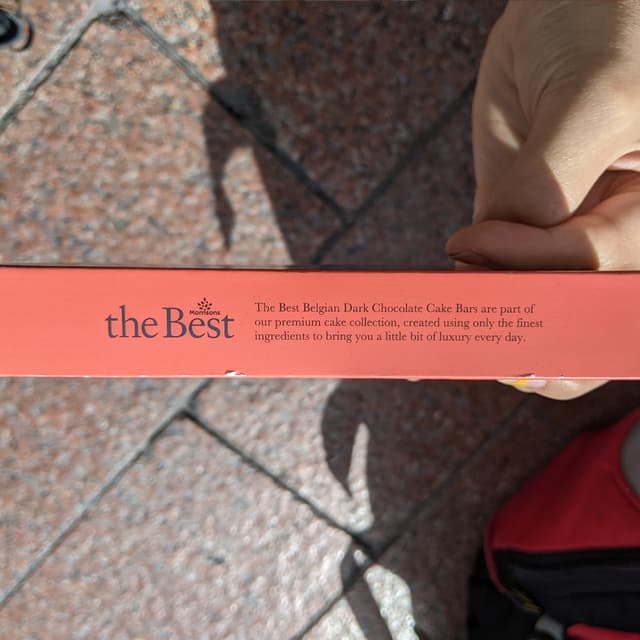 Morrisons
the Best
The Best Belgian Dark Chocolate Cake Bars are part of
our premium cake collection, created using only the finest
ingredients to bring you a little bit of luxury every day.